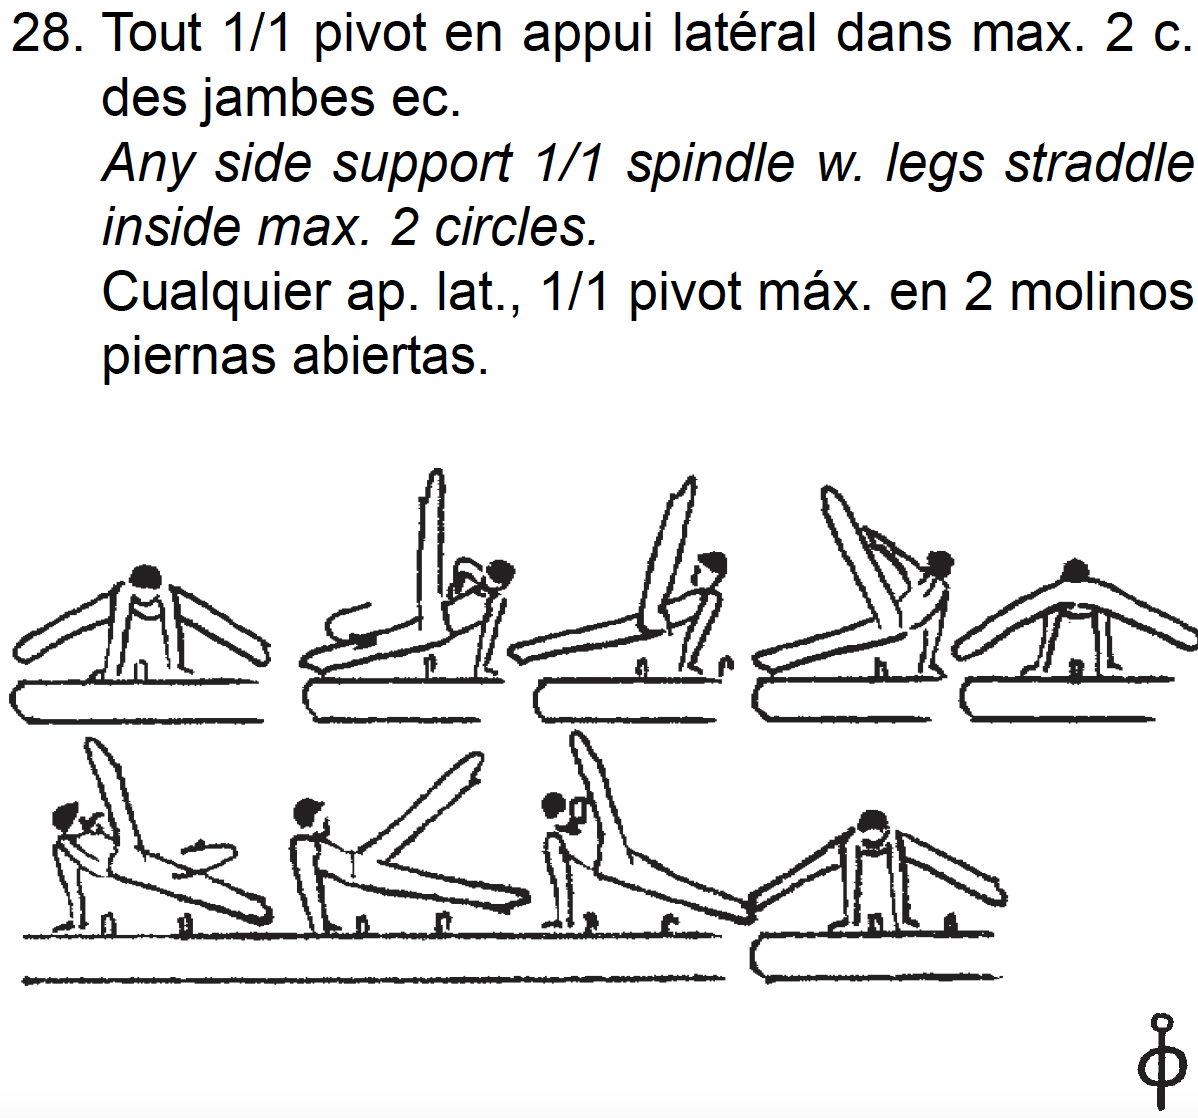 28. Tout 1/1 pivot en appui latéral dans max. 2 c.
des jambes ec.
Any side support 1/1 spindle w. legs straddle
inside max. 2 circles.
Cualquier ap. lat., 1/1 pivot máx. en 2 molinos
piernas abiertas.